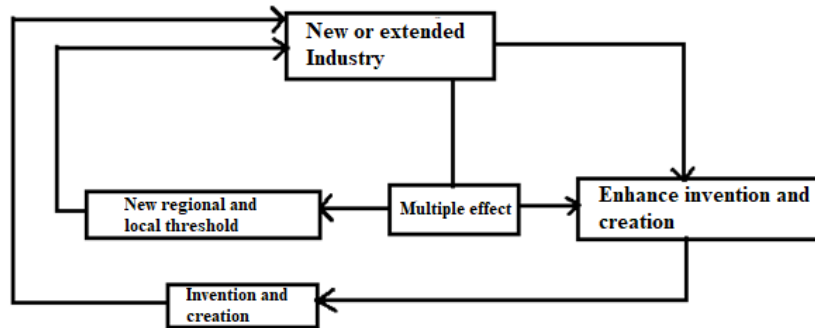 New or extended
Industry
New regional and
local threshold
Multiple effect
Enhance invention and
creation
Invention and
creation